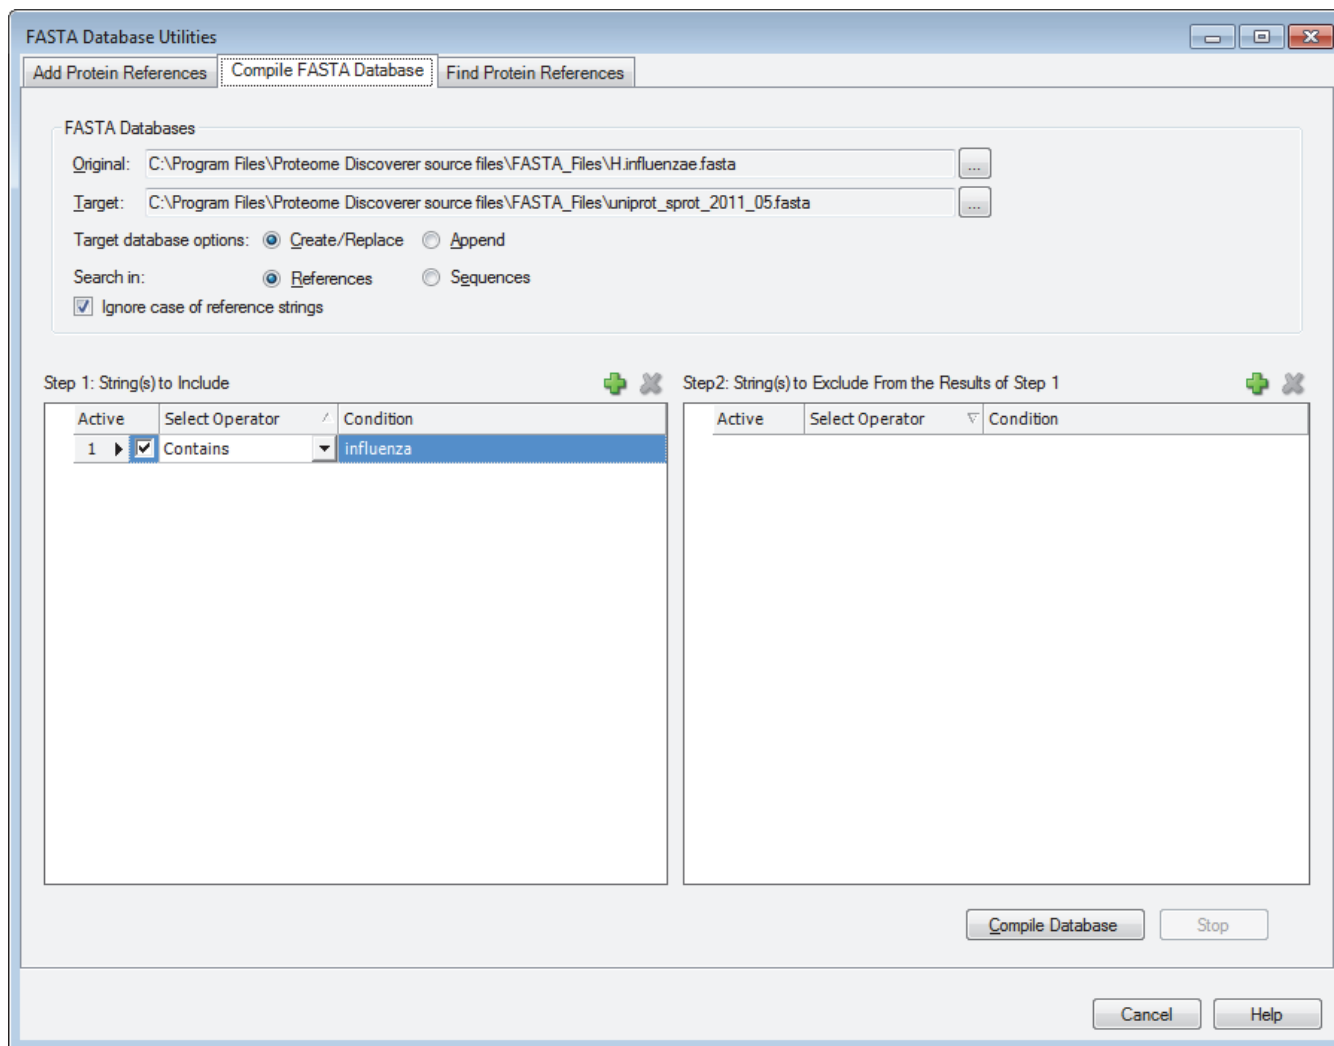 FASTA Database Utilities
Add Protein References Compile FASTA Database Find Protein References
FASTA Databases
Original: C:\Program Files\Proteome Discoverer source files\FASTA_Files\H.influenzae.fasta ...
Target: C:\Program Files\Proteome Discoverer source files\FASTA_Files\uniprot_sprot_2011_05.fasta ...
Target database options: Create/Replace Append
Search in: References Sequences
Ignore case of reference strings
Step 1: String(s) to Include Step2: String(s) to Exclude From the Results of Step 1
Active Select Operator Condition Active Select Operator Condition
1 Contains influenza
Compile Database Stop
Cancel Help